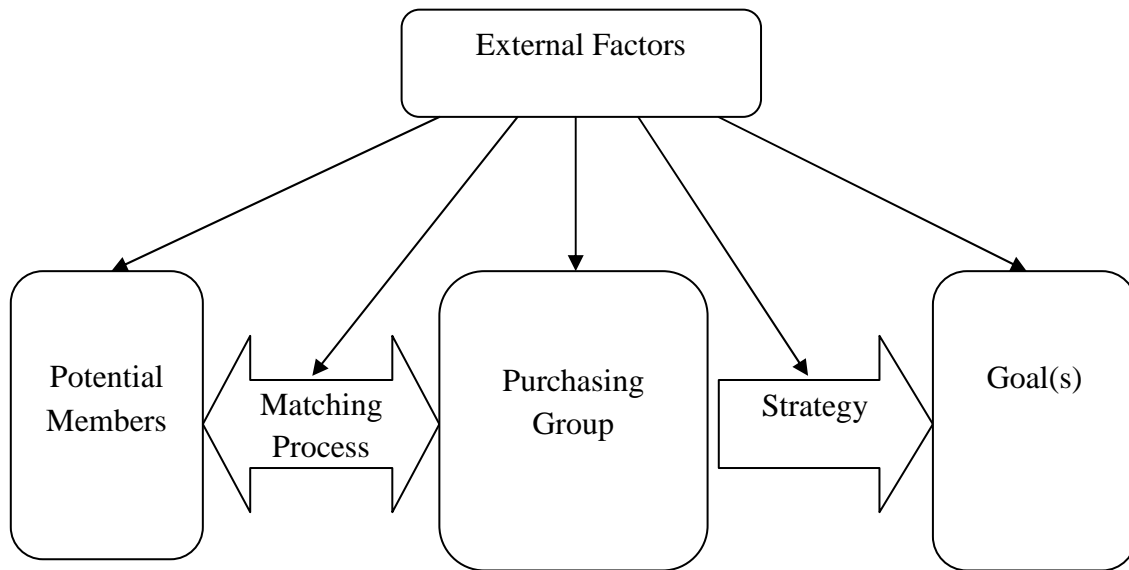 External Factors
Potential
Members
Matching
Process
Purchasing
Group
Strategy
Goal(s)